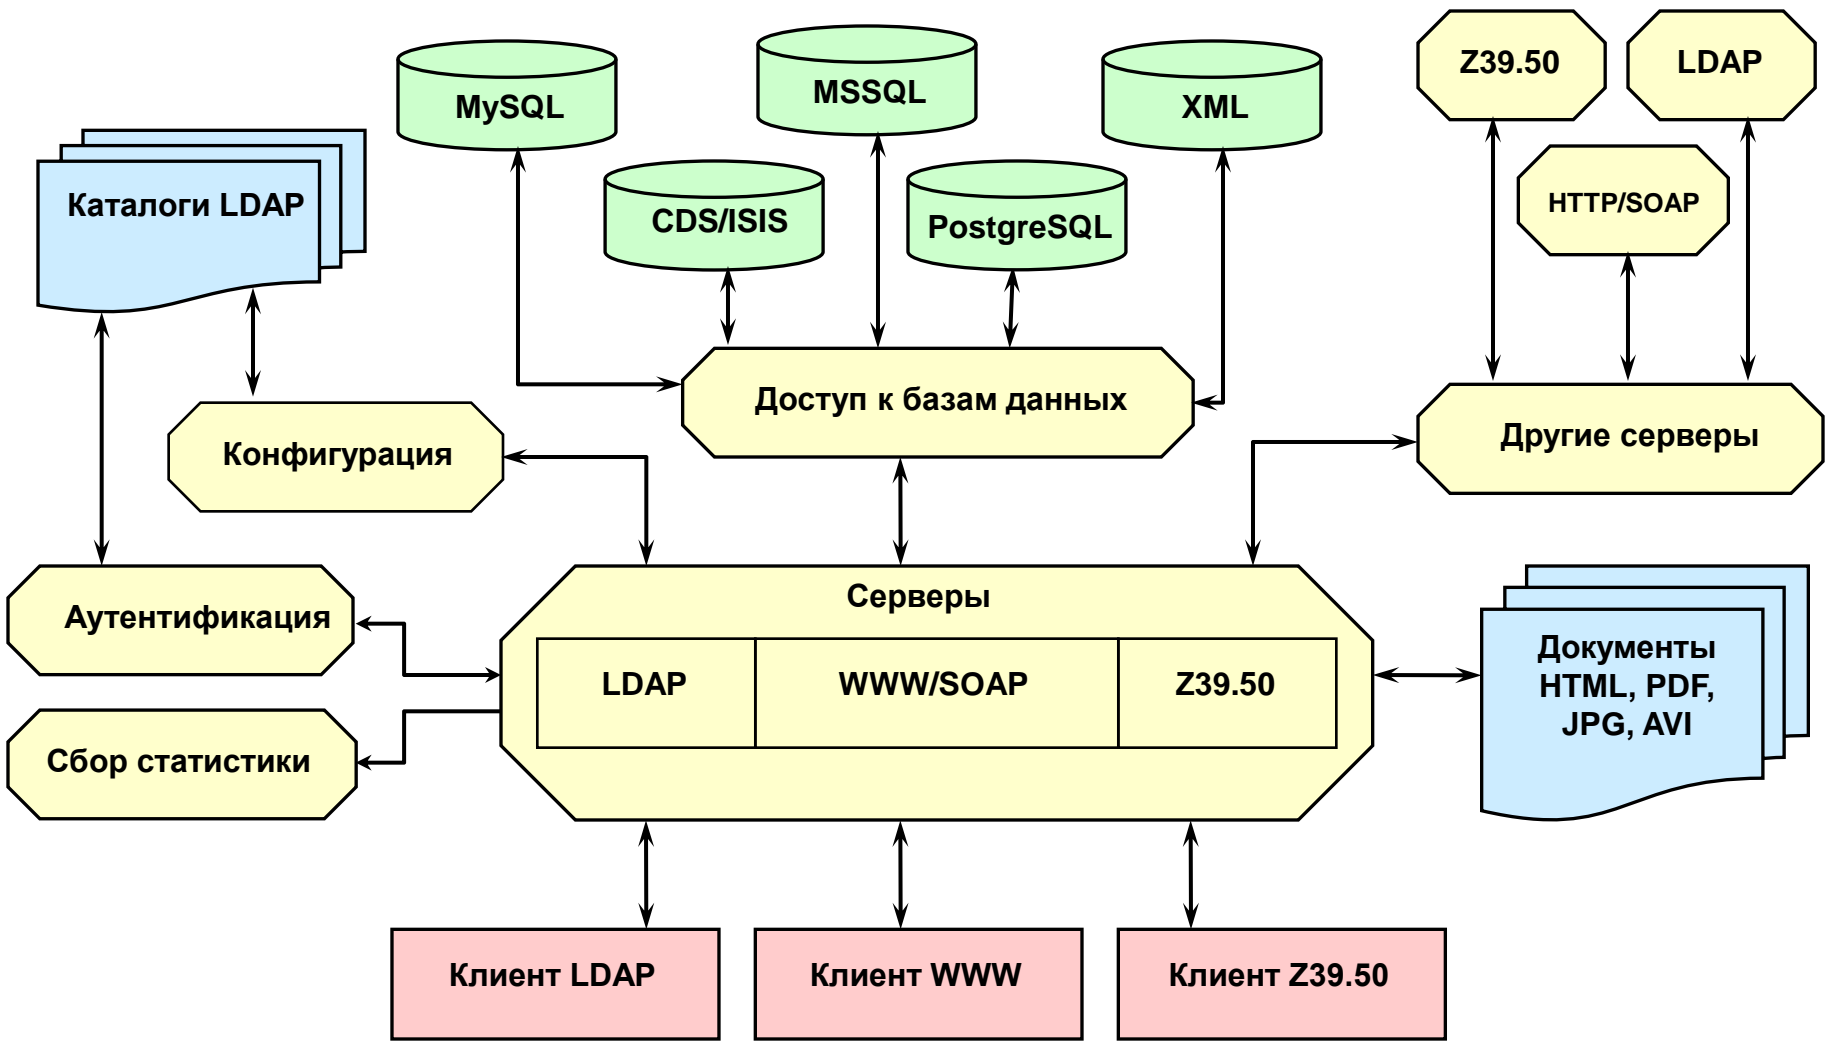 Z39.50
LDAP
MySQL
MSSQL
XML
Каталоги LDAP
CDS/ISIS
PostgreSQL
HTTP/SOAP
Доступ к базам данных
Другие серверы
Конфигурация
Серверы
Аутентификация
LDAP
WWW/SOAP
Z39.50
Документы
HTML, PDF,
JPG, AVI
Сбор статистики
Клиент LDAP
Клиент WWW
Клиент Z39.50